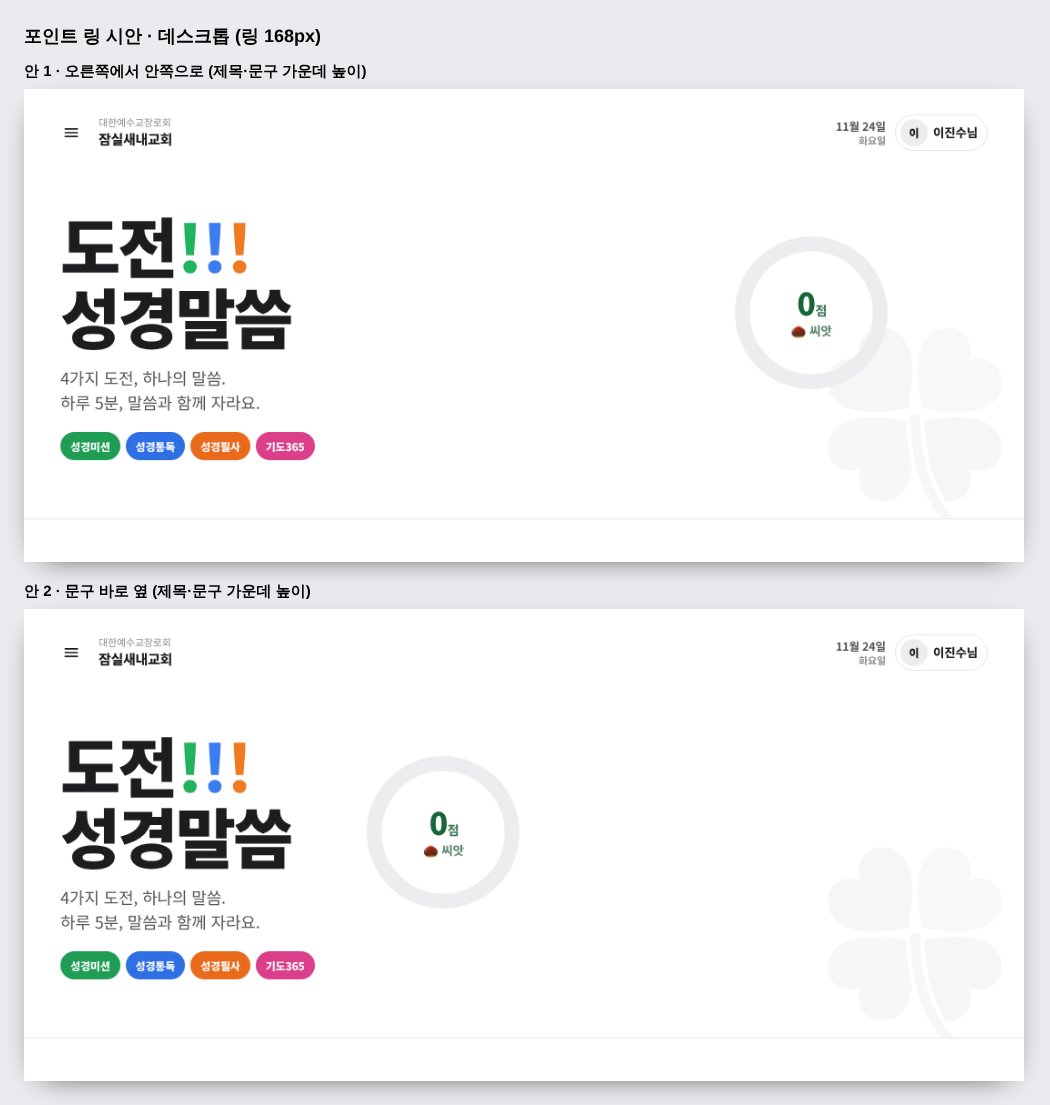 포인트 링 시안 · 데스크톱 (링 168px)
안 1 · 오른쪽에서 안쪽으로 (제목·문구 가운데 높이)
대한예수교장로회
잠실새내교회
11월 24일
화요일
이 이진수님
도전!!!
성경말씀
4가지 도전, 하나의 말씀.
하루 5분, 말씀과 함께 자라요.
성경미션 성경통독 성경필사 기도365
0점
씨앗
안 2 · 문구 바로 옆 (제목·문구 가운데 높이)
대한예수교장로회
잠실새내교회
11월 24일
화요일
이 이진수님
도전!!!
성경말씀
4가지 도전, 하나의 말씀.
하루 5분, 말씀과 함께 자라요.
성경미션 성경통독 성경필사 기도365
0점
씨앗